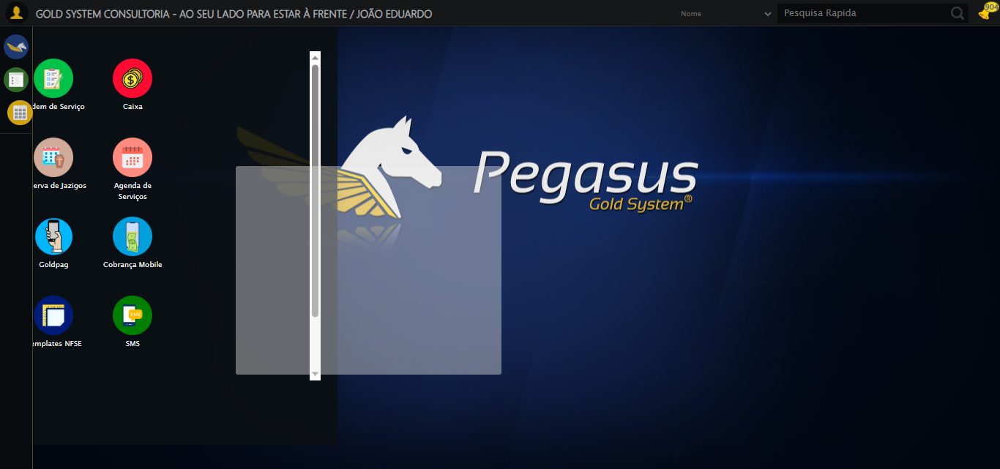 GOLD SYSTEM CONSULTORIA - AO SEU LADO PARA ESTAR À FRENTE / JOÃO EDUARDO
Nome
Pesquisa Rapida
904
dem de Serviço
Caixa
erva de Jazigos
Agenda de
Serviços
Pegasus
Gold System®
Goldpag
Cobrança Mobile
emplates NFSE
SMS
SMS